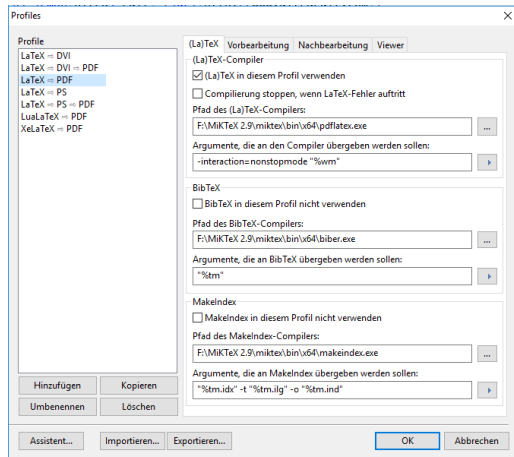 Profiles
Profile
LaTeX ⇨ DVI
LaTeX ⇨ DVI ⇨ PDF
LaTeX ⇨ PDF
LaTeX ⇨ PS
LaTeX ⇨ PS ⇨ PDF
LuaLaTeX ⇨ PDF
XeLaTeX ⇨ PDF
Hinzufügen
Kopieren
Umbenennen
Löschen
(La)TeX
Vorbearbeitung
Nachbearbeitung
Viewer
(La)TeX-Compiler
(La)TeX in diesem Profil verwenden
Compilierung stoppen, wenn LaTeX-Fehler auftritt
Pfad des (La)TeX-Compilers:
F:\MiKTeX 2.9\miktex\bin\x64\pdflatex.exe
...
Argumente, die an den Compiler übergeben werden sollen:
-interaction=nonstopmode "%wm"
BibTeX
BibTeX in diesem Profil nicht verwenden
Pfad des BibTeX-Compilers:
F:\MiKTeX 2.9\miktex\bin\x64\biber.exe
...
Argumente, die an BibTeX übergeben werden sollen:
"%tm"
MakeIndex
MakeIndex in diesem Profil nicht verwenden
Pfad des MakeIndex-Compilers:
F:\MiKTeX 2.9\miktex\bin\x64\makeindex.exe
...
Argumente, die an MakeIndex übergeben werden sollen:
"%tm.idx" -t "%tm.ilg" -o "%tm.ind"
Assistent...
Importieren...
Exportieren...
OK
Abbrechen